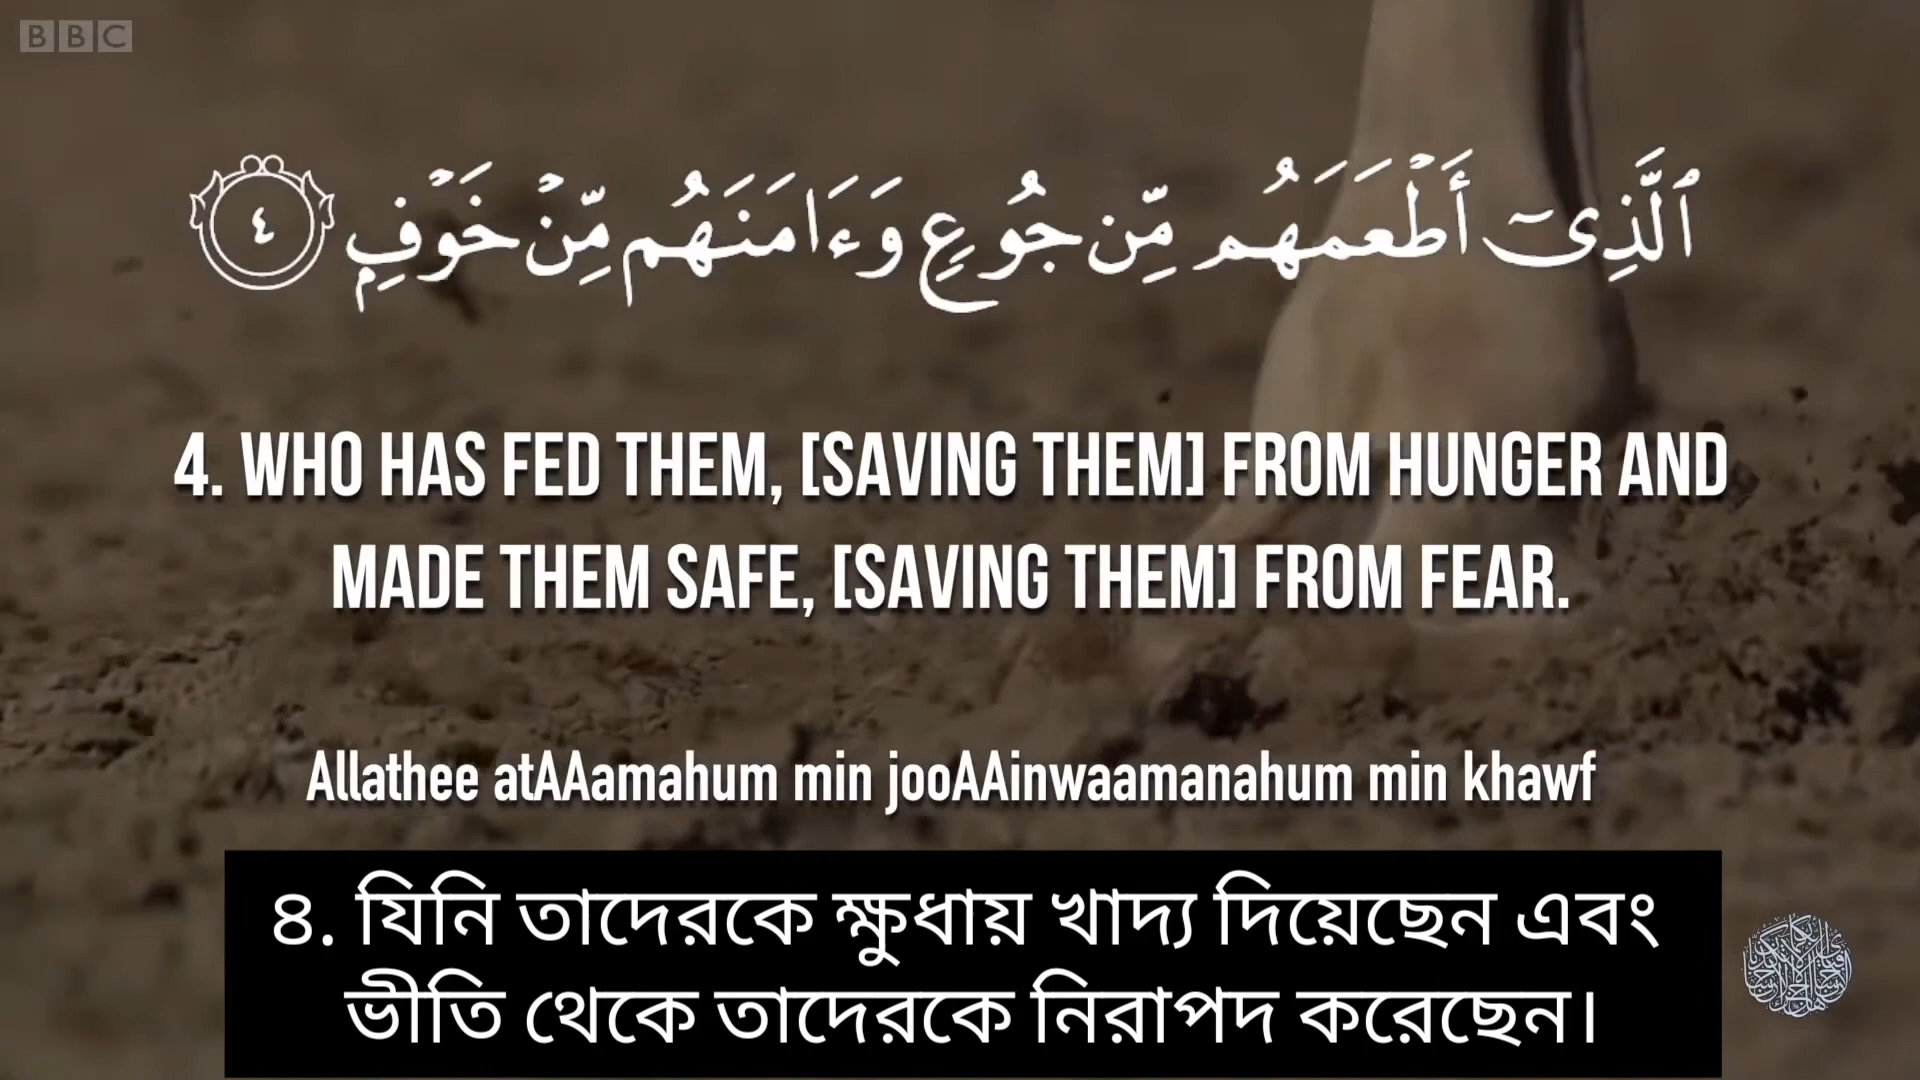 BBC
ٱلَّذِىٓ أَطْعَمَهُم مِّن جُوعٍ وَءَامَنَهُم مِّنْ خَوْفٍۭ ٤
4. WHO HAS FED THEM, [SAVING THEM] FROM HUNGER AND
MADE THEM SAFE, [SAVING THEM] FROM FEAR.
Allathee atAAamahum min jooAAinwaamanahum min khawf
৪. যিনি তাদেরকে ক্ষুধায় খাদ্য দিয়েছেন এবং
ভীতি থেকে তাদেরকে নিরাপদ করেছেন।